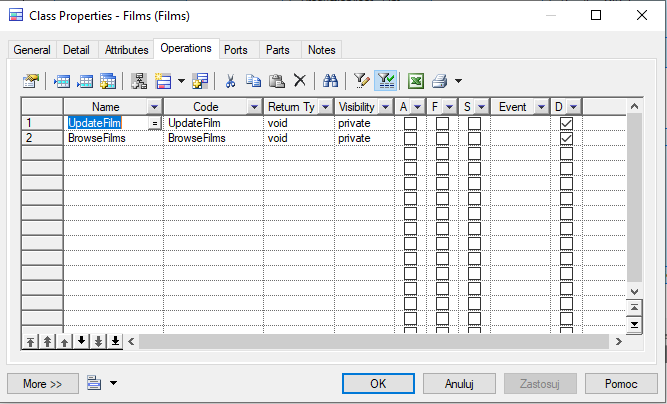 Class Properties - Films (Films)
General Detail Attributes Operations Ports Parts Notes
Name Code Return Ty Visibility A F S Event D
1 UpdateFilm = UpdateFilm void private
2 BrowseFilms BrowseFilms void private
More >> OK Anuluj Zastosuj Pomoc